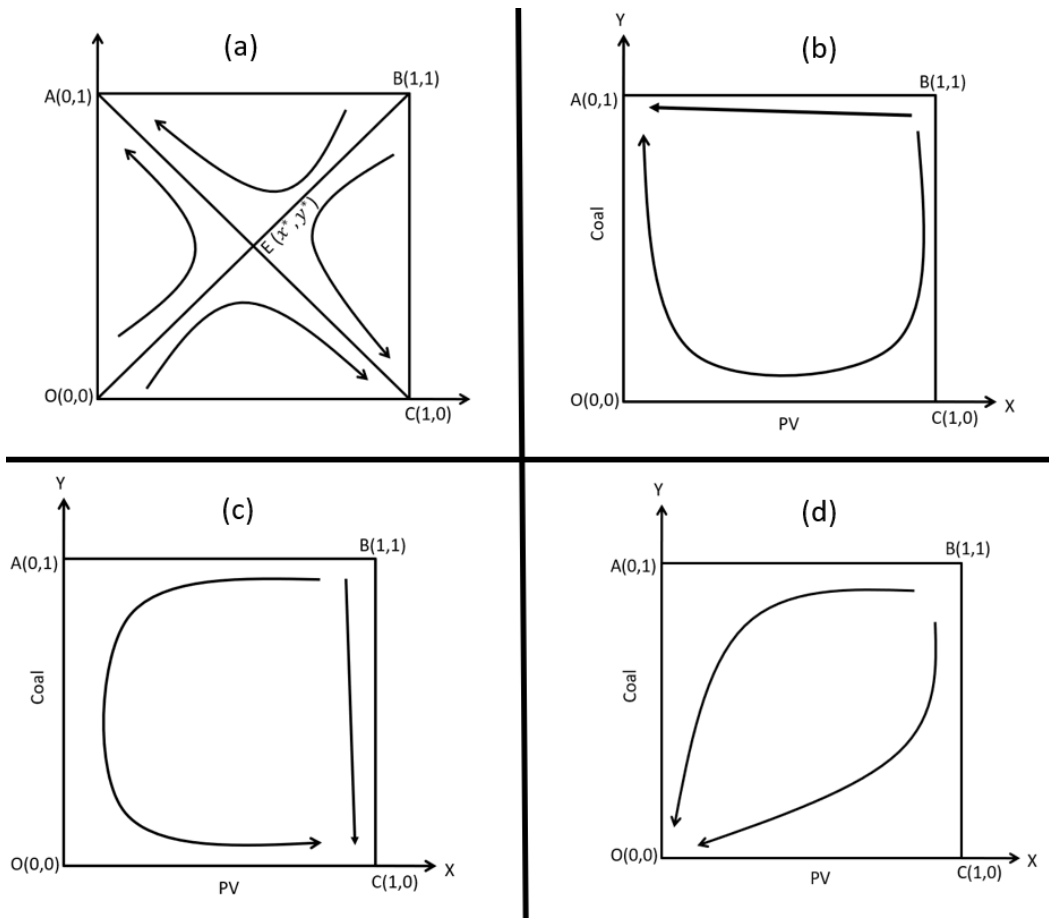 (a)
B(1,1)
A(0,1)
E (x*, y*)
O(0,0)
C(1,0)
Y
(b)
B(1,1)
A(0,1)
Coal
O(0,0)
X
PV
C(1,0)
Y
(c)
B(1,1)
A(0,1)
Coal
O(0,0)
X
PV
C(1,0)
Y
(d)
B(1,1)
A(0,1)
Coal
O(0,0)
X
PV
C(1,0)